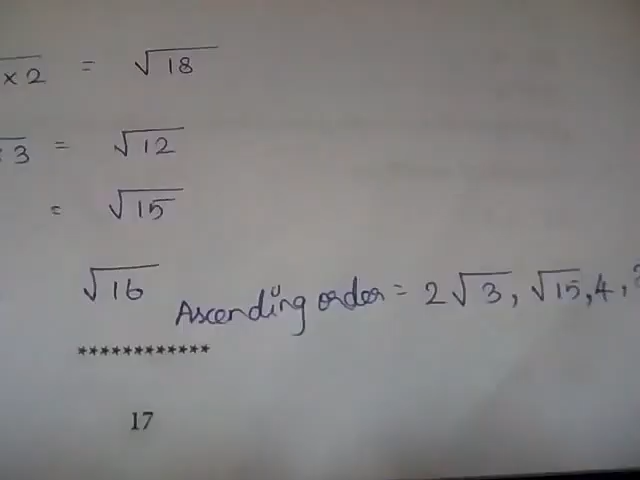 × 2 = √18
3 = √12
= √15
√16
Ascending order = 2√3, √15, 4,
************
17